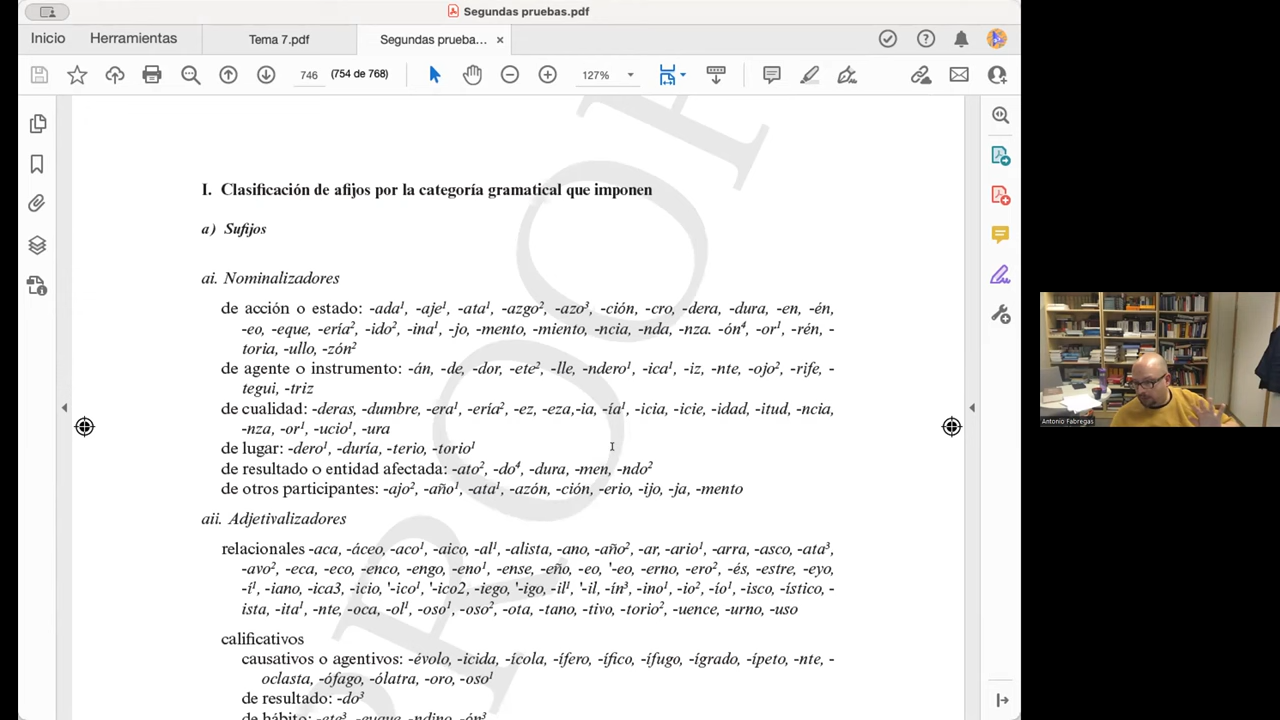 Segundas pruebas.pdf
Inicio
Herramientas
Tema 7.pdf
Segundas prueba...
746
(754 de 768)
127%
PROOF
I. Clasificación de afijos por la categoría gramatical que imponen
a) Sufijos
ai. Nominalizadores
de acción o estado: -ada¹, -aje¹, -ata¹, -azgo², -azo³, -ción, -cro, -dera, -dura, -en, -én,
-eo, -eque, -ería², -ido², -ina¹, -jo, -mento, -miento, -ncia, -nda, -nza. -ón⁴, -or¹, -rén, -
toria, -ullo, -zón²
de agente o instrumento: -án, -de, -dor, -ete², -lle, -ndero¹, -ica¹, -iz, -nte, -ojo², -rife, -
tegui, -triz
de cualidad: -deras, -dumbre, -era¹, -ería², -ez, -eza,-ia, -ía¹, -icia, -icie, -idad, -itud, -ncia,
-nza, -or¹, -ucio¹, -ura
de lugar: -dero¹, -duría, -terio, -torio¹
de resultado o entidad afectada: -ato², -do⁴, -dura, -men, -ndo²
de otros participantes: -ajo², -año¹, -ata¹, -azón, -ción, -erio, -ijo, -ja, -mento
aii. Adjetivalizadores
relacionales -aca, -áceo, -aco¹, -aico, -al¹, -alista, -ano, -año², -ar, -ario¹, -arra, -asco, -ata³,
-avo², -eca, -eco, -enco, -engo, -eno¹, -ense, -eño, -eo, '-eo, -erno, -ero², -és, -estre, -eyo,
-í¹, -iano, -ica3, -icio, '-ico¹, '-ico2, -iego, '-igo, -il¹, '-il, -ín³, -ino¹, -io², -ío¹, -isco, -ístico, -
ista, -ita¹, -nte, -oca, -ol¹, -oso¹, -oso², -ota, -tano, -tivo, -torio², -uence, -urno, -uso
calificativos
causativos o agentivos: -évolo, -icida, -ícola, -ífero, -ífico, -ífugo, -ígrado, -ípeto, -nte, -
oclasta, -ófago, -ólatra, -oro, -oso¹
de resultado: -do³
de hábito: -ete³, -euque, -ndino, -ón³
Antonio Fabregas